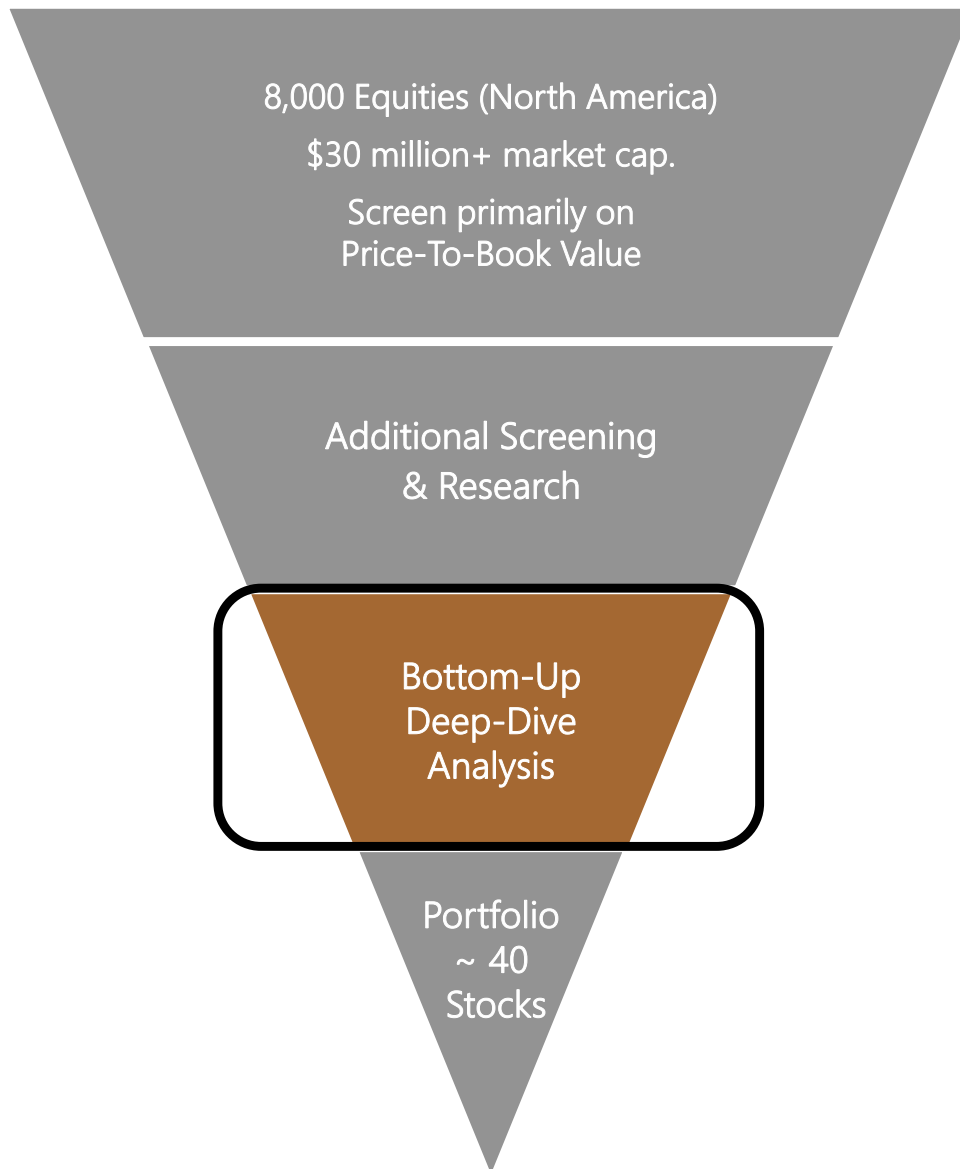 8,000 Equities (North America)
$30 million+ market cap.
Screen primarily on
Price-To-Book Value
Additional Screening
& Research
Bottom-Up
Deep-Dive
Analysis
Portfolio
~ 40
Stocks